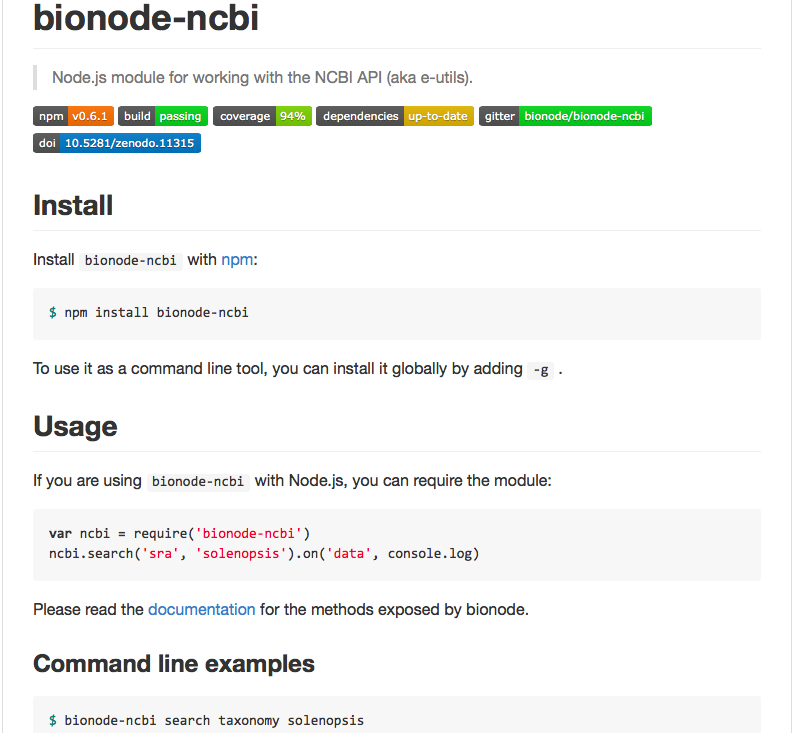 bionode-ncbi
Node.js module for working with the NCBI API (aka e-utils).
npm v0.6.1 build passing coverage 94% dependencies up-to-date gitter bionode/bionode-ncbi
doi 10.5281/zenodo.11315
Install
Install bionode-ncbi with npm:
$ npm install bionode-ncbi
To use it as a command line tool, you can install it globally by adding -g .
Usage
If you are using bionode-ncbi with Node.js, you can require the module:
var ncbi = require('bionode-ncbi')
ncbi.search('sra', 'solenopsis').on('data', console.log)
Please read the documentation for the methods exposed by bionode.
Command line examples
$ bionode-ncbi search taxonomy solenopsis